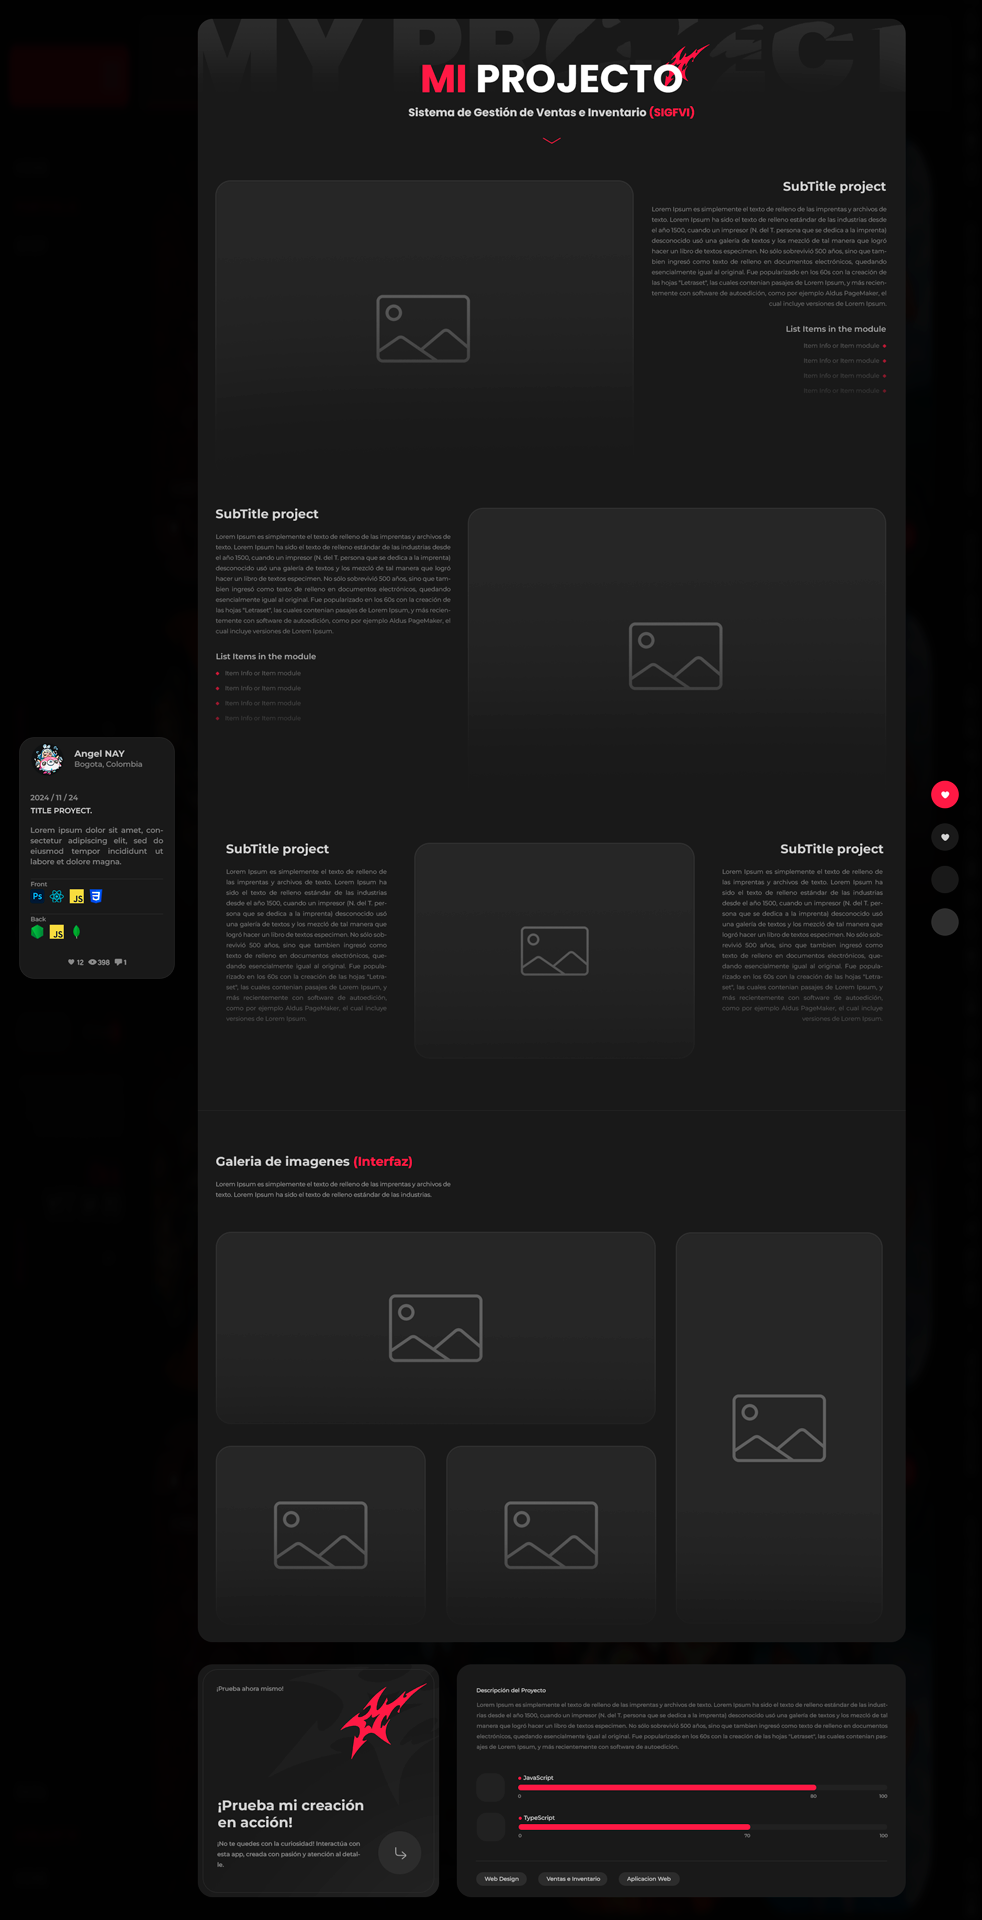 MY PROJECT
MI PROJECTO
Sistema de Gestión de Ventas e Inventario (SIGFVI)
SubTitle project
Lorem Ipsum es simplemente el texto de relleno de las imprentas y archivos de
texto. Lorem Ipsum ha sido el texto de relleno estándar de las industrias desde
el año 1500, cuando un impresor (N. del T. persona que se dedica a la imprenta)
desconocido usó una galería de textos y los mezcló de tal manera que logró
hacer un libro de textos especimen. No sólo sobrevivió 500 años, sino que tam-
bien ingresó como texto de relleno en documentos electrónicos, quedando
esencialmente igual al original. Fue popularizado en los 60s con la creación de
las hojas "Letraset", las cuales contenian pasajes de Lorem Ipsum, y más recien-
temente con software de autoedición, como por ejemplo Aldus PageMaker, el
cual incluye versiones de Lorem Ipsum.
List Items in the module
Item Info or Item module
Item Info or Item module
Item Info or Item module
Item Info or Item module
SubTitle project
Lorem Ipsum es simplemente el texto de relleno de las imprentas y archivos de
texto. Lorem Ipsum ha sido el texto de relleno estándar de las industrias desde
el año 1500, cuando un impresor (N. del T. persona que se dedica a la imprenta)
desconocido usó una galería de textos y los mezcló de tal manera que logró
hacer un libro de textos especimen. No sólo sobrevivió 500 años, sino que tam-
bien ingresó como texto de relleno en documentos electrónicos, quedando
esencialmente igual al original. Fue popularizado en los 60s con la creación de
las hojas "Letraset", las cuales contenian pasajes de Lorem Ipsum, y más recien-
temente con software de autoedición, como por ejemplo Aldus PageMaker, el
cual incluye versiones de Lorem Ipsum.
List Items in the module
Item Info or Item module
Item Info or Item module
Item Info or Item module
Item Info or Item module
Angel NAY
Bogota, Colombia
2024 / 11 / 24
TITLE PROYECT.
Lorem ipsum dolor sit amet, con-
sectetur adipiscing elit, sed do
eiusmod tempor incididunt ut
labore et dolore magna.
Front
Ps
JS
3
Back
JS
12 398 1
SubTitle project
Lorem Ipsum es simplemente el texto de relleno de
las imprentas y archivos de texto. Lorem Ipsum ha
sido el texto de relleno estándar de las industrias
desde el año 1500, cuando un impresor (N. del T. per-
sona que se dedica a la imprenta) desconocido usó
una galería de textos y los mezcló de tal manera que
logró hacer un libro de textos especimen. No sólo sob-
revivió 500 años, sino que tambien ingresó como
texto de relleno en documentos electrónicos, que-
dando esencialmente igual al original. Fue popula-
rizado en los 60s con la creación de las hojas "Letra-
set", las cuales contenian pasajes de Lorem Ipsum, y
más recientemente con software de autoedición,
como por ejemplo Aldus PageMaker, el cual incluye
versiones de Lorem Ipsum.
SubTitle project
Lorem Ipsum es simplemente el texto de relleno de
las imprentas y archivos de texto. Lorem Ipsum ha
sido el texto de relleno estándar de las industrias
desde el año 1500, cuando un impresor (N. del T. per-
sona que se dedica a la imprenta) desconocido usó
una galería de textos y los mezcló de tal manera que
logró hacer un libro de textos especimen. No sólo sob-
revivió 500 años, sino que tambien ingresó como
texto de relleno en documentos electrónicos, que-
dando esencialmente igual al original. Fue popula-
rizado en los 60s con la creación de las hojas "Letra-
set", las cuales contenian pasajes de Lorem Ipsum, y
más recientemente con software de autoedición,
como por ejemplo Aldus PageMaker, el cual incluye
versiones de Lorem Ipsum.
Galeria de imagenes (Interfaz)
Lorem Ipsum es simplemente el texto de relleno de las imprentas y archivos de
texto. Lorem Ipsum ha sido el texto de relleno estándar de las industrias.
¡Prueba ahora mismo!
¡Prueba mi creación
en acción!
¡No te quedes con la curiosidad! Interactúa con
esta app, creada con pasión y atención al detal-
le.
Descripción del Proyecto
Lorem Ipsum es simplemente el texto de relleno de las imprentas y archivos de texto. Lorem Ipsum ha sido el texto de relleno estándar de las indust-
rias desde el año 1500, cuando un impresor (N. del T. persona que se dedica a la imprenta) desconocido usó una galería de textos y los mezcló de tal
manera que logró hacer un libro de textos especimen. No sólo sobrevivió 500 años, sino que tambien ingresó como texto de relleno en documentos
electrónicos, quedando esencialmente igual al original. Fue popularizado en los 60s con la creación de las hojas "Letraset", las cuales contenian pas-
ajes de Lorem Ipsum, y más recientemente con software de autoedición.
JavaScript
0 80 100
TypeScript
0 70 100
Web Design
Ventas e Inventario
Aplicacion Web